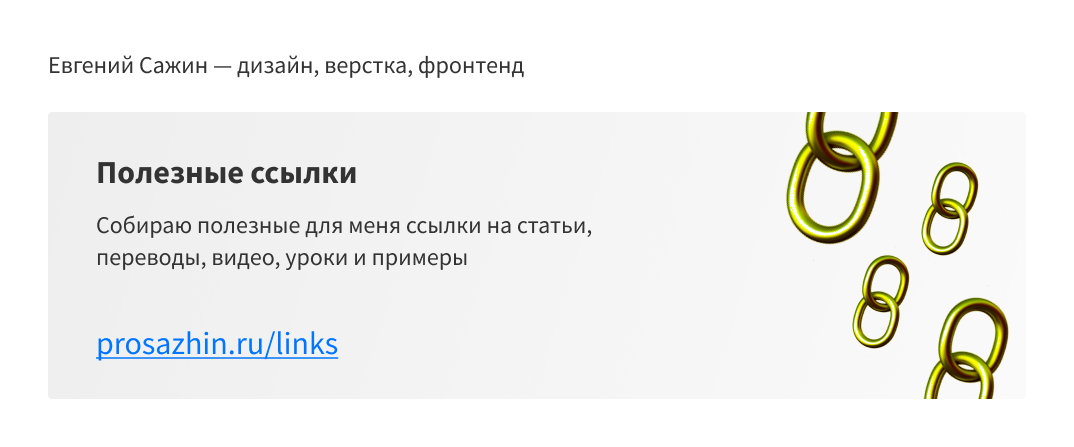 Евгений Сажин — дизайн, верстка, фронтенд
Полезные ссылки
Собираю полезные для меня ссылки на статьи,
переводы, видео, уроки и примеры
prosazhin.ru/links